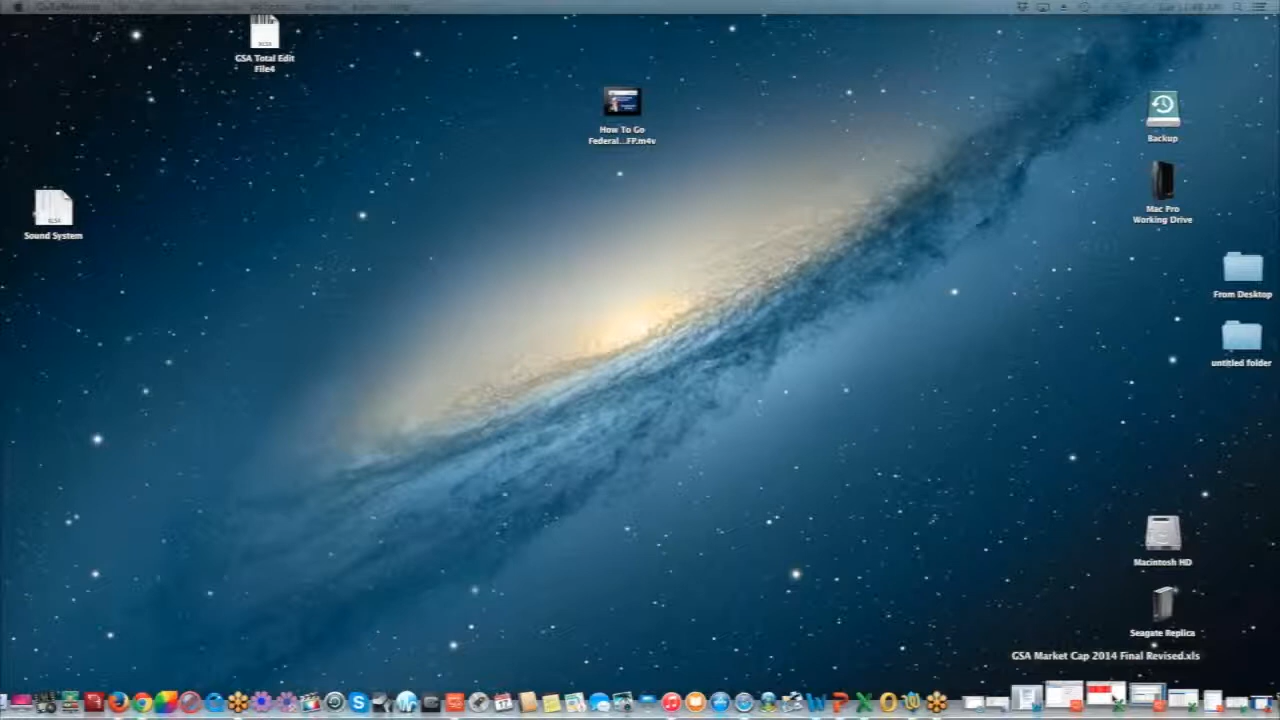 GSA Total Edit
File4
How To Go
Federal...FP.m4v
Backup
Mac Pro
Working Drive
Sound System
From Desktop
untitled folder
Macintosh HD
Seagate Replica
GSA Market Cap 2014 Final Revised.xls